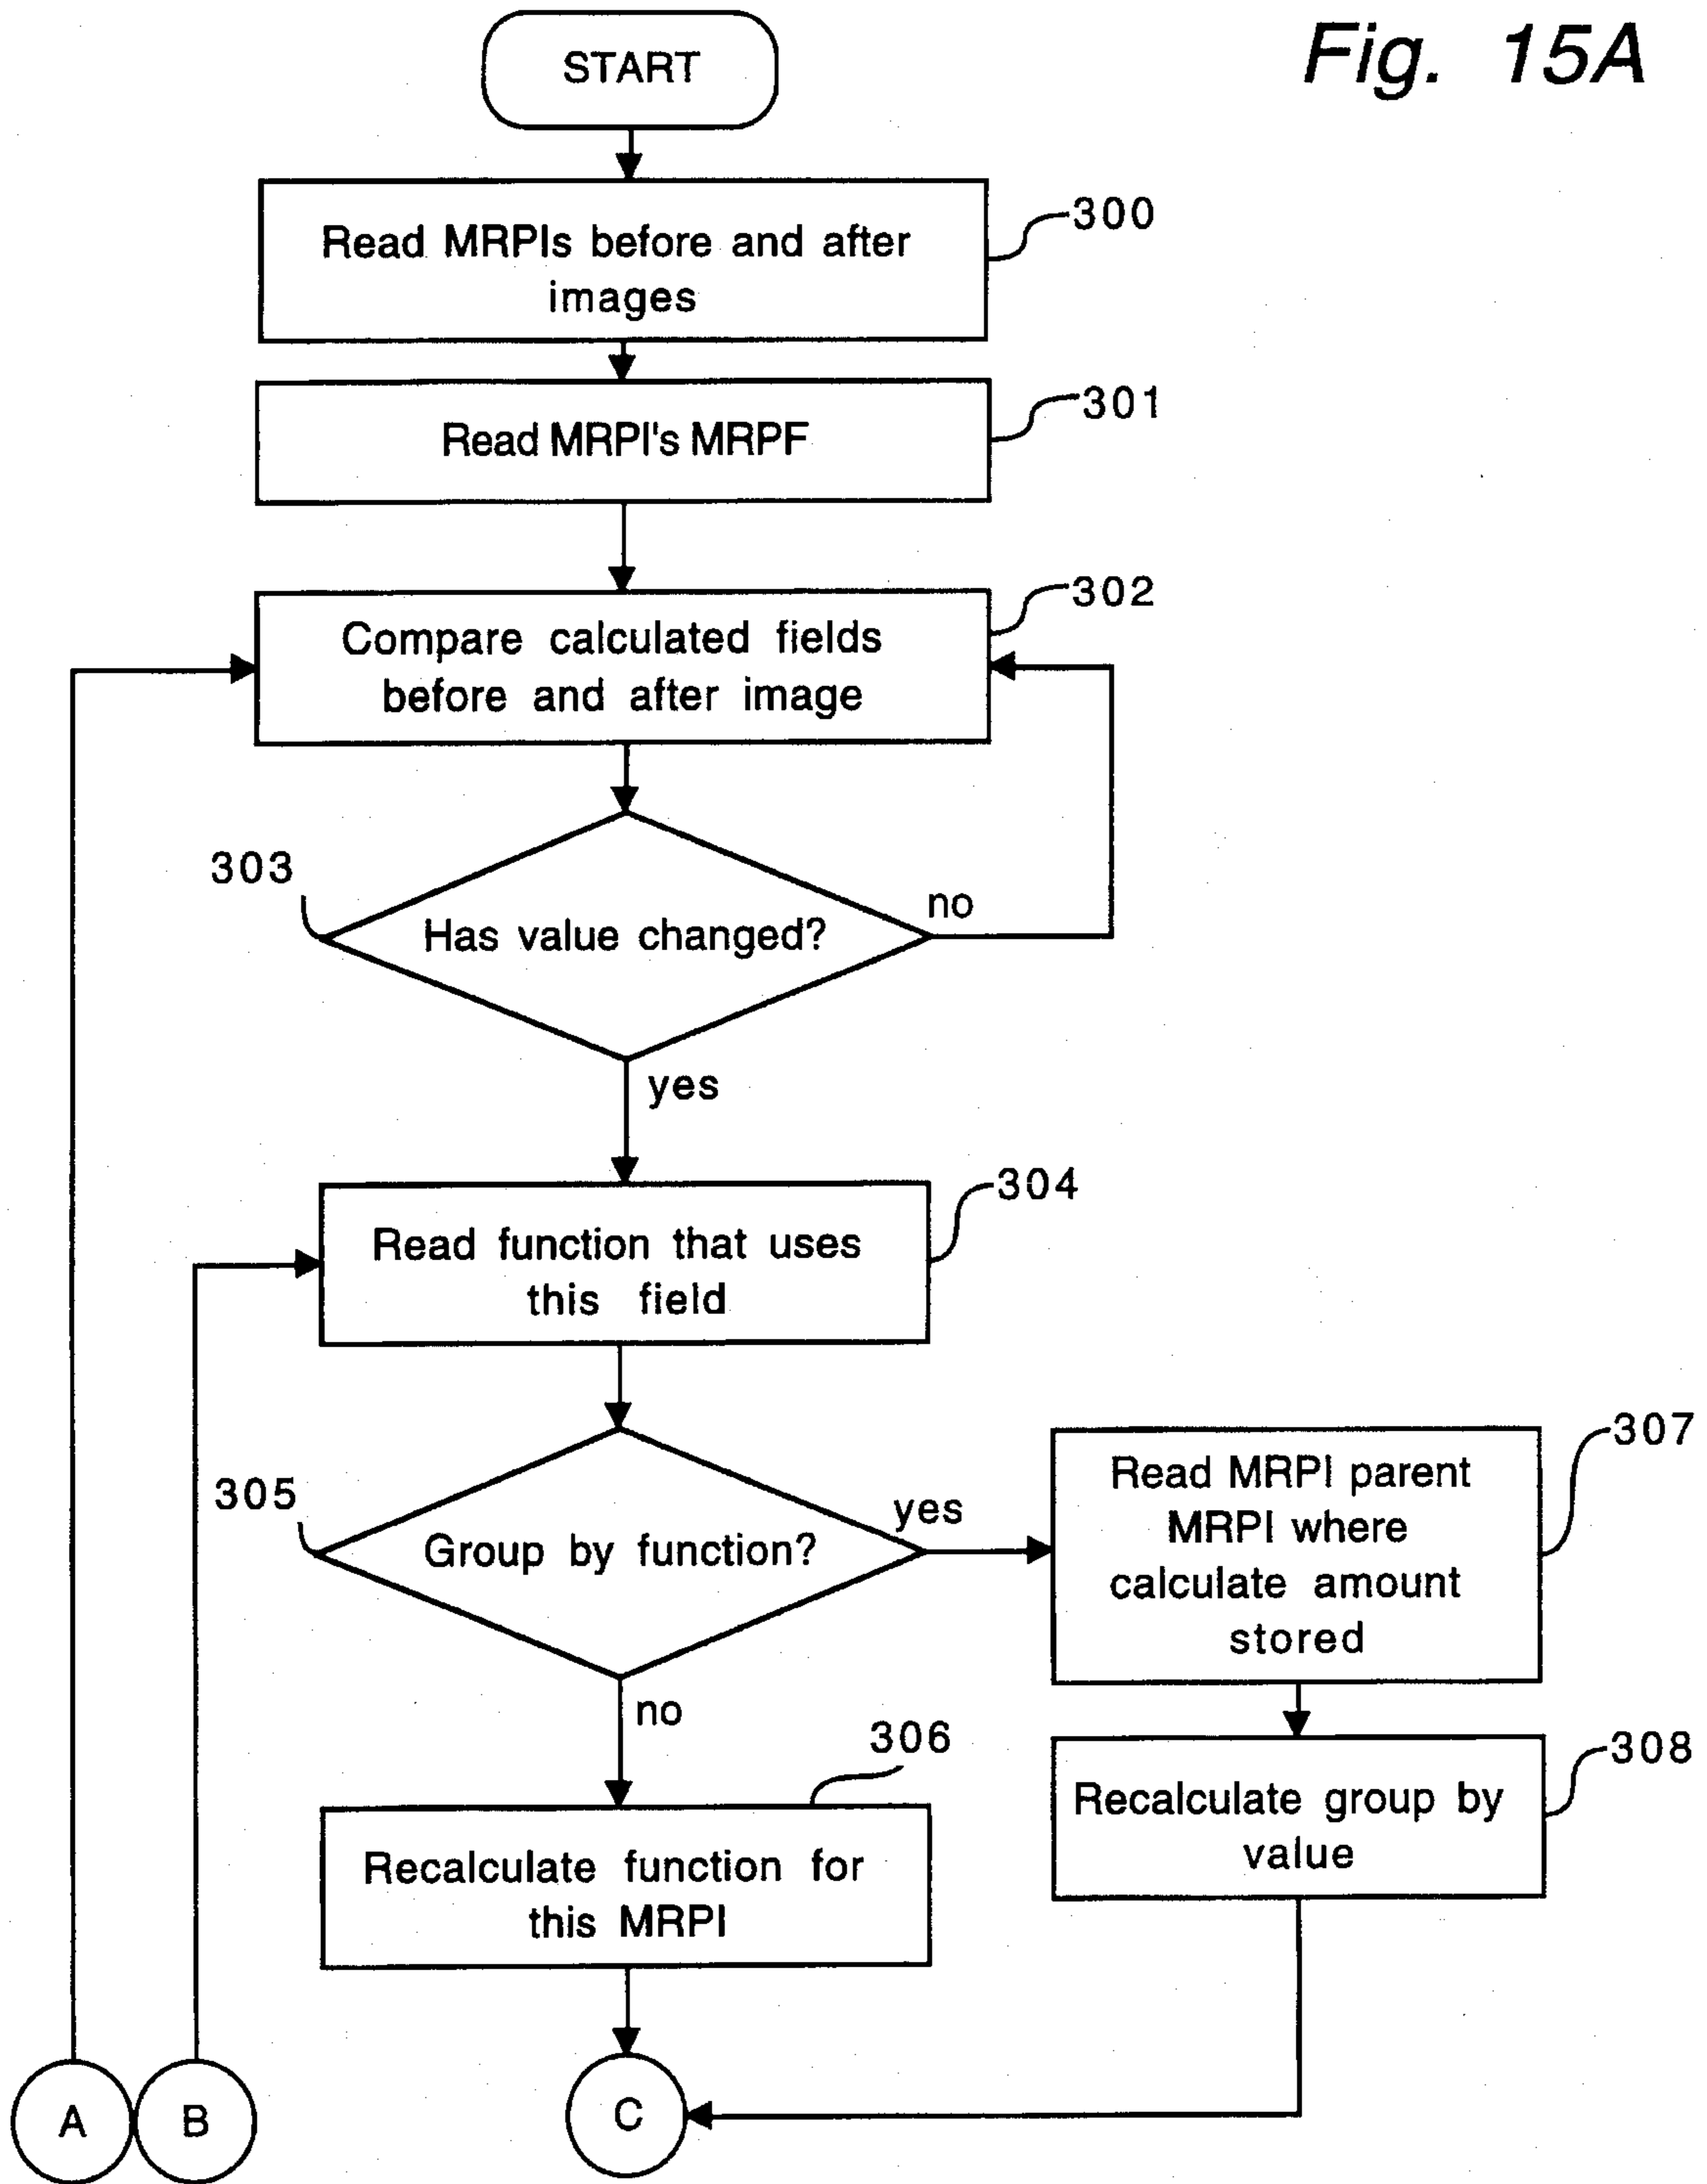 Fig. 15A
START
300
Read MRPIs before and after
images
301
Read MRPI's MRPF
302
Compare calculated fields
before and after image
303
Has value changed?
no
yes
304
Read function that uses
this field
305
Group by function?
yes
no
307
Read MRPI parent
MRPI where
calculate amount
stored
306
Recalculate function for
this MRPI
308
Recalculate group by
value
A
B
C